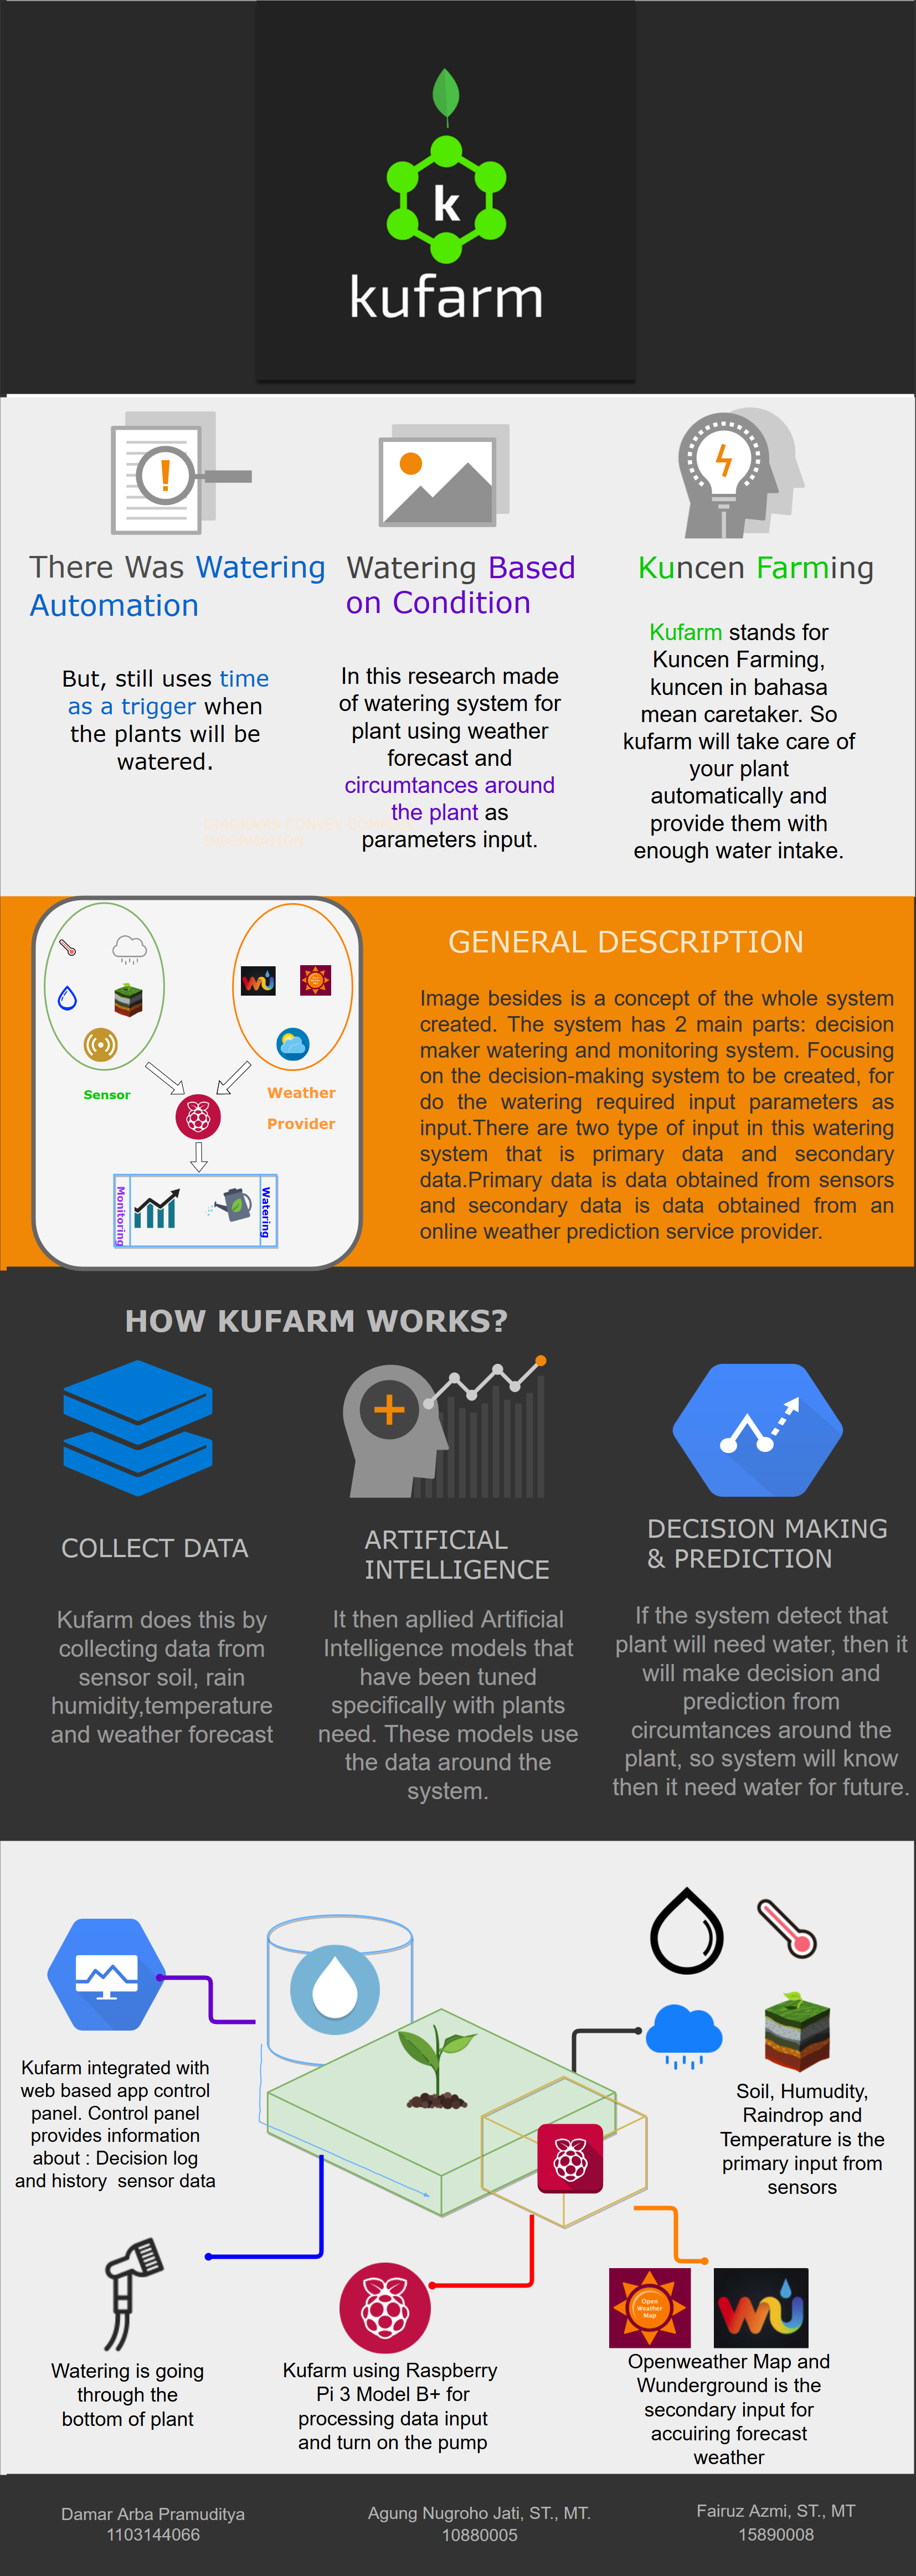 k
kufarm
There Was Watering
Automation
But, still uses time
as a trigger when
the plants will be
watered.
Watering Based
on Condition
In this research made
of watering system for
plant using weather
forecast and
circumtances around
the plant as
parameters input.
DIAGRAMS CONVEY COMPLEX
INFORMATION
Kuncen Farming
Kufarm stands for
Kuncen Farming,
kuncen in bahasa
mean caretaker. So
kufarm will take care of
your plant
automatically and
provide them with
enough water intake.
Sensor
Weather
Provider
Monitoring
Watering
GENERAL DESCRIPTION
Image besides is a concept of the whole system
created. The system has 2 main parts: decision
maker watering and monitoring system. Focusing
on the decision-making system to be created, for
do the watering required input parameters as
input.There are two type of input in this watering
system that is primary data and secondary
data.Primary data is data obtained from sensors
and secondary data is data obtained from an
online weather prediction service provider.
HOW KUFARM WORKS?
COLLECT DATA
Kufarm does this by
collecting data from
sensor soil, rain
humidity,temperature
and weather forecast
ARTIFICIAL
INTELLIGENCE
It then apllied Artificial
Intelligence models that
have been tuned
specifically with plants
need. These models use
the data around the
system.
DECISION MAKING
& PREDICTION
If the system detect that
plant will need water, then it
will make decision and
prediction from
circumtances around the
plant, so system will know
then it need water for future.
Kufarm integrated with
web based app control
panel. Control panel
provides information
about : Decision log
and history sensor data
Soil, Humudity,
Raindrop and
Temperature is the
primary input from
sensors
Watering is going
through the
bottom of plant
Kufarm using Raspberry
Pi 3 Model B+ for
processing data input
and turn on the pump
Open
Weather
Map
wu
Openweather Map and
Wunderground is the
secondary input for
accuiring forecast
weather
Damar Arba Pramuditya
1103144066
Agung Nugroho Jati, ST., MT.
10880005
Fairuz Azmi, ST., MT
15890008